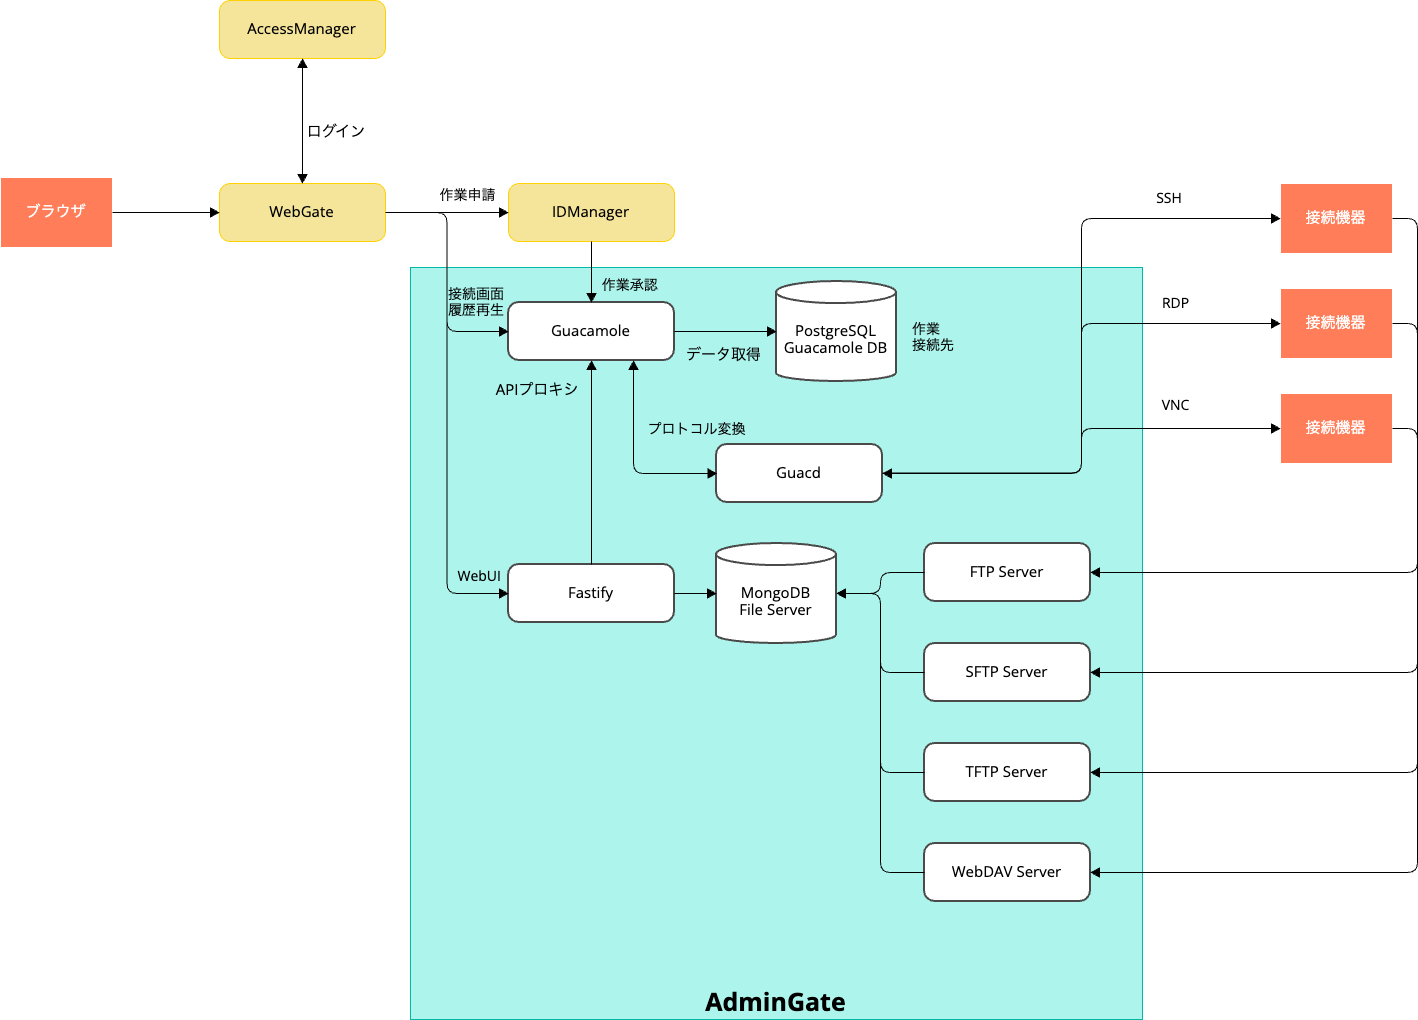 AccessManager
ログイン
ブラウザ
WebGate
作業申請
IDManager
SSH
接続機器
作業承認
接続画面
履歴再生
Guacamole
データ取得
PostgreSQL
Guacamole DB
作業
接続先
RDP
接続機器
APIプロキシ
プロトコル変換
VNC
接続機器
Guacd
WebUI
Fastify
MongoDB
File Server
FTP Server
SFTP Server
TFTP Server
WebDAV Server
AdminGate